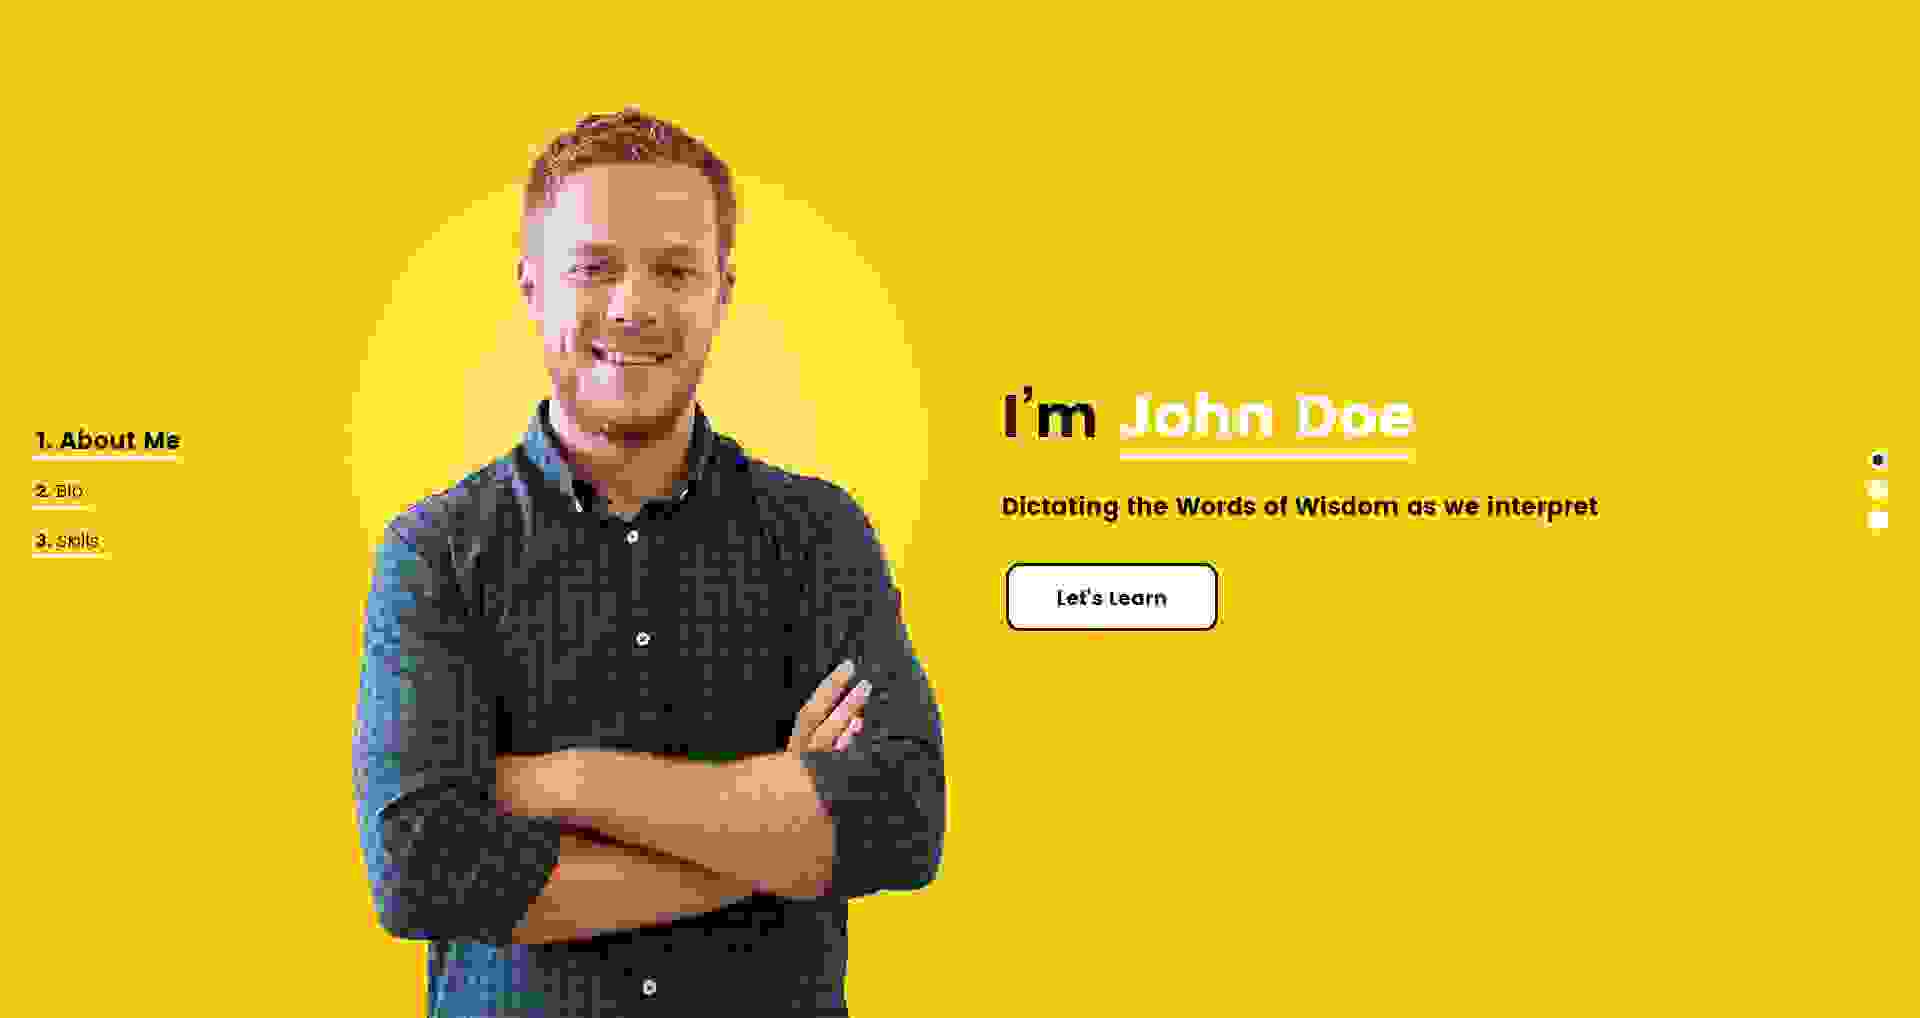 1. About Me
2. Bio
3. Skills
I'm John Doe
Dictating the Words of Wisdom as we interpret
Let's Learn